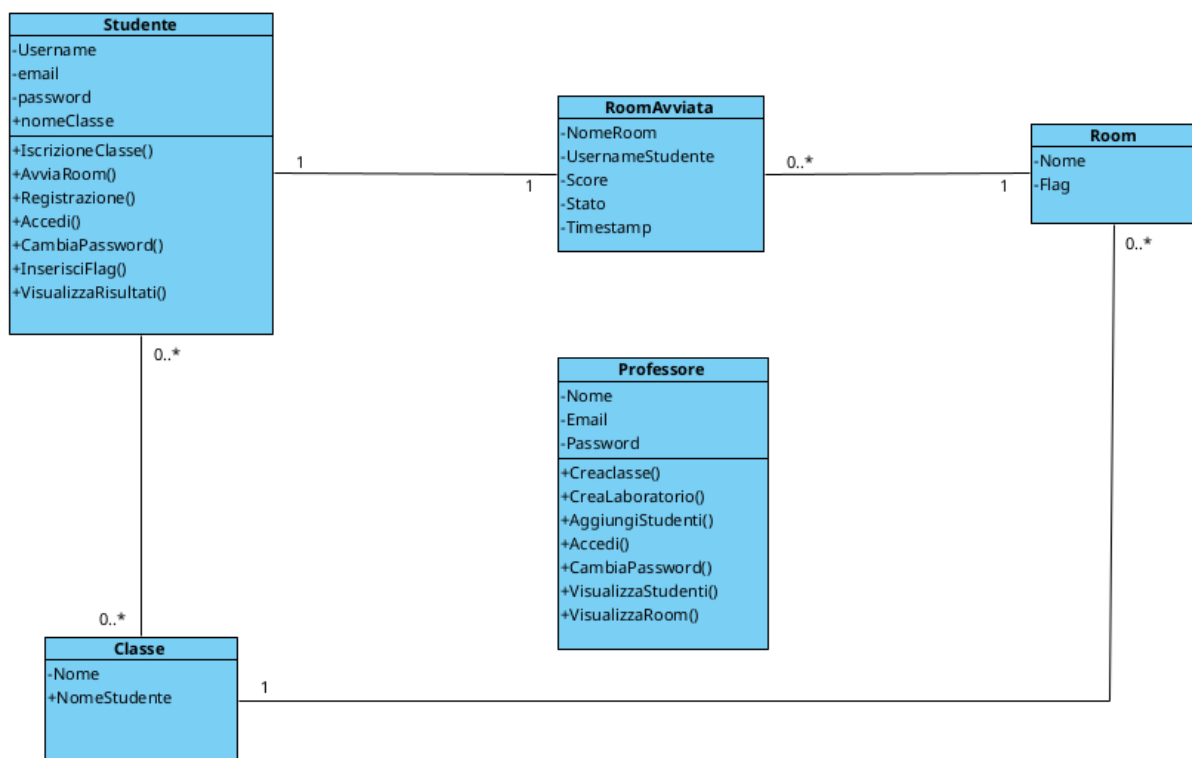 Studente
-Username
-email
-password
+nomeClasse
+IscrizioneClasse()
+AvviaRoom()
+Registrazione()
+Accedi()
+CambiaPassword()
+InserisciFlag()
+VisualizzaRisultati()
1
1
RoomAvviata
-NomeRoom
-UsernameStudente
-Score
-Stato
-Timestamp
0..*
1
Room
-Nome
-Flag
0..*
0..*
Professore
-Nome
-Email
-Password
+Creaclasse()
+CreaLaboratorio()
+AggiungiStudenti()
+Accedi()
+CambiaPassword()
+VisualizzaStudenti()
+VisualizzaRoom()
0..*
Classe
-Nome
+NomeStudente
1